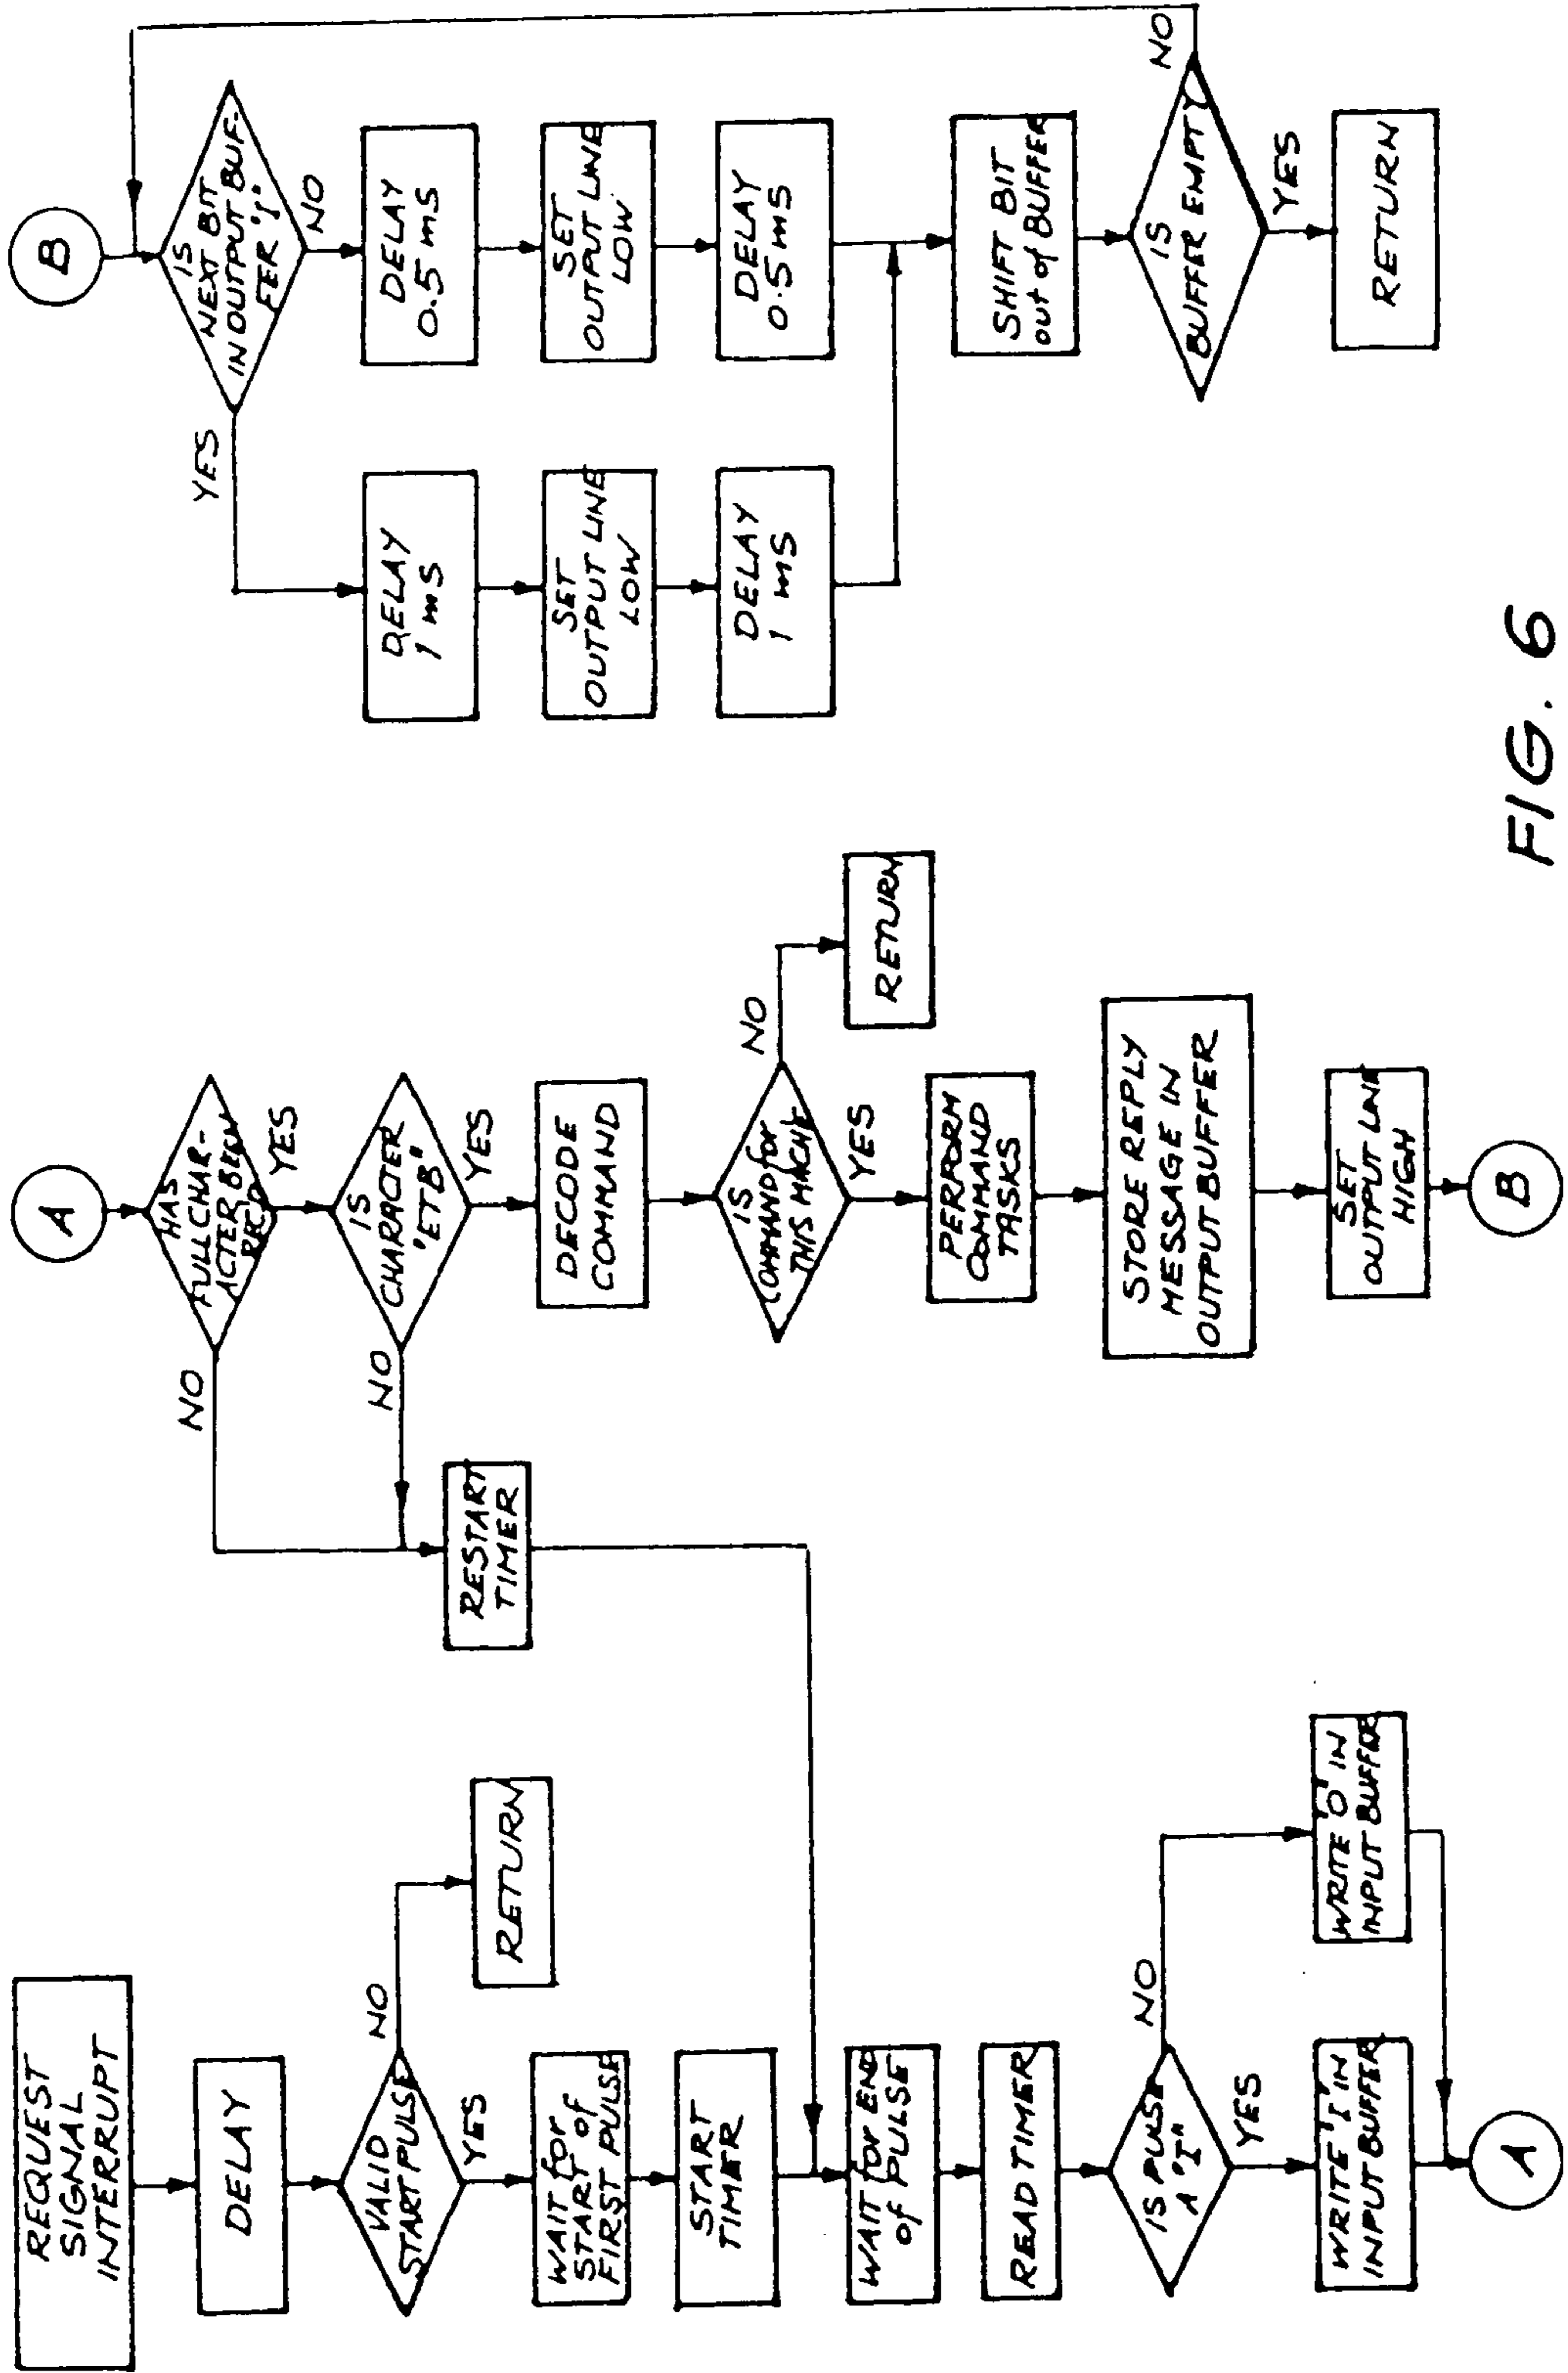 REQUEST
SIGNAL
INTERRUPT
DELAY
VALID
START PULSE
NO
RETURN
YES
WAIT for
START of
FIRST PULSE
START
TIMER
WAIT for END
of PULSE
READ TIMER
IS PULSE
A "1"
NO
YES
WRITE '1' IN
INPUT BUFFER
WRITE '0' IN
INPUT BUFFER
A
A
HAS
FULL CHAR-
ACTER BEEN
REC'D
NO
YES
IS
CHARACTER
'ETB'
NO
YES
RESTART
TIMER
DECODE
COMMAND
IS
COMMAND for
THIS MACH.
NO
RETURN
YES
PERFORM
COMMAND
TASKS
STORE REPLY
MESSAGE IN
OUTPUT BUFFER
SET
OUTPUT LINE
HIGH
B
B
IS
NEXT BIT
IN OUTPUT BUF-
FER '1'
YES
NO
DELAY
1 mS
SET
OUTPUT LINE
LOW
DELAY
1 mS
DELAY
0.5 mS
SET
OUTPUT LINE
LOW
DELAY
0.5 mS
SHIFT BIT
out of BUFFER
IS
BUFFER EMPTY
NO
YES
RETURN
FIG. 6